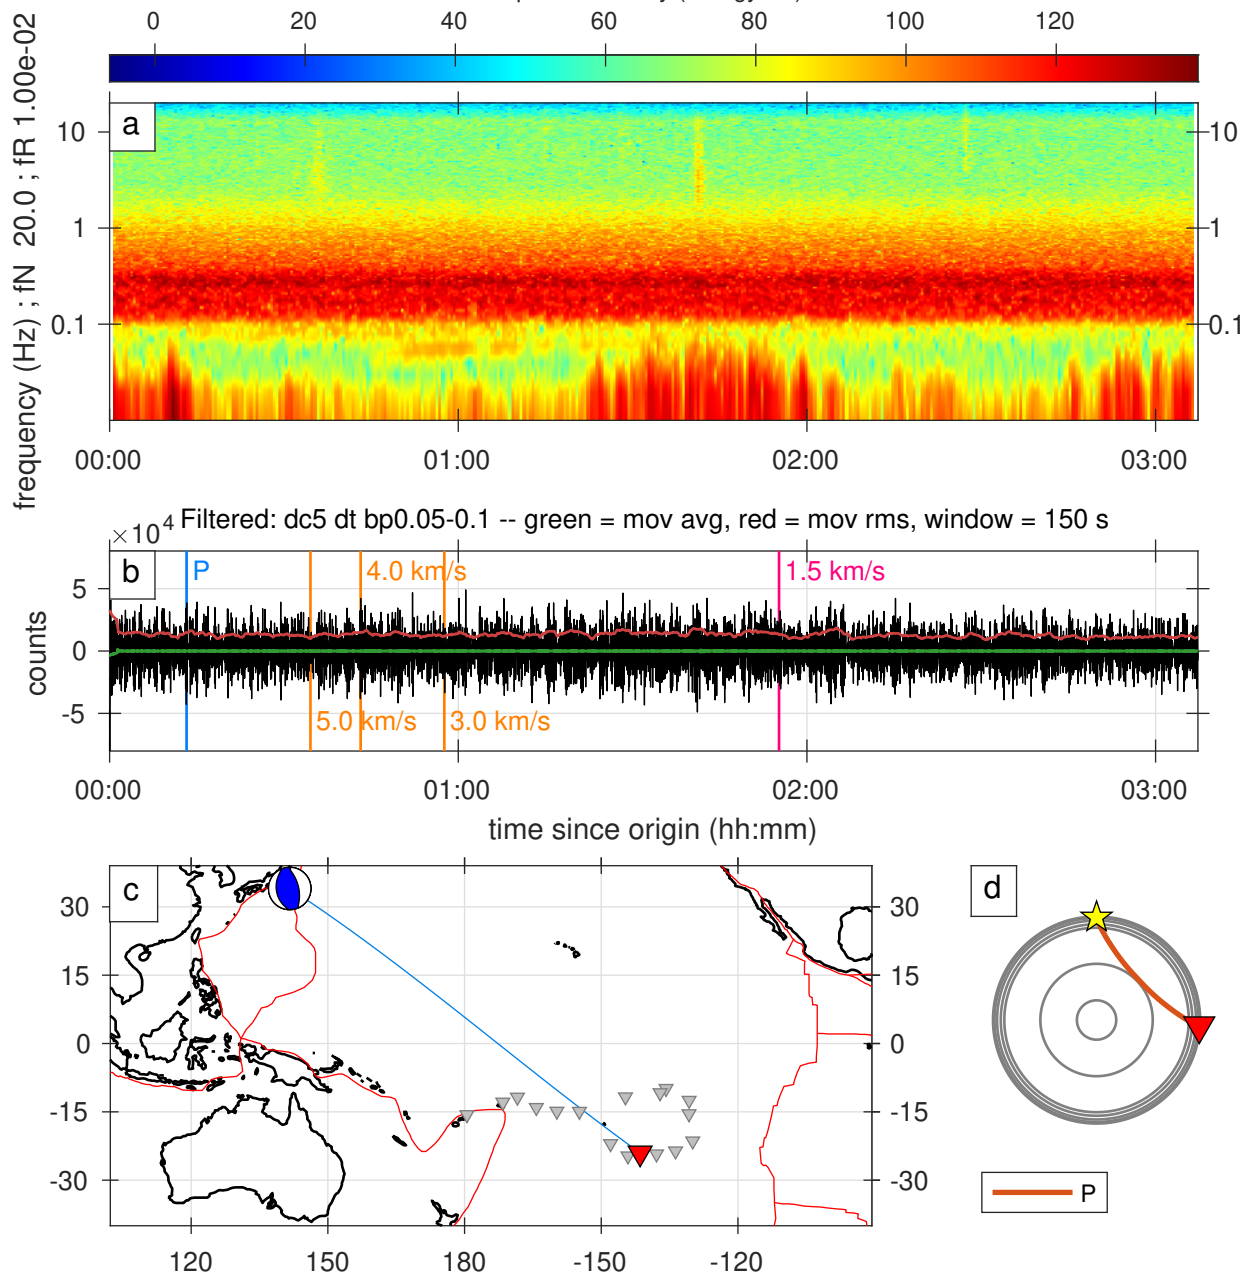 0 20 40 60 80 100 120
frequency (Hz) ; fN 20.0 ; fR 1.00e-02
a
10 10
1 1
0.1 0.1
00:00 01:00 02:00 03:00
Filtered: dc5 dt bp0.05-0.1 -- green = mov avg, red = mov rms, window = 150 s
×10^4
b
P 4.0 km/s 1.5 km/s
5
0
-5
counts
5.0 km/s 3.0 km/s
00:00 01:00 02:00 03:00
time since origin (hh:mm)
c
d
30 30
15 15
0 0
-15 -15
-30 -30
120 150 180 -150 -120
P